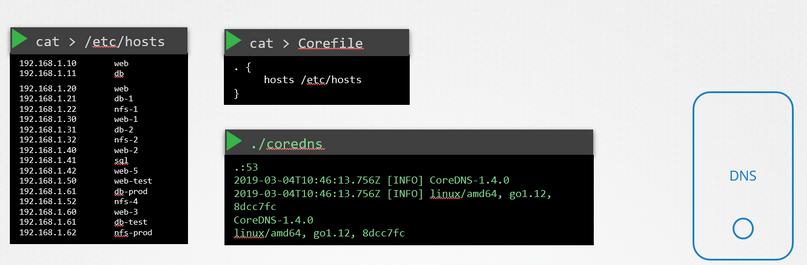 cat > /etc/hosts
192.168.1.10 web
192.168.1.11 db
192.168.1.20 web
192.168.1.21 db-1
192.168.1.22 nfs-1
192.168.1.30 web-1
192.168.1.31 db-2
192.168.1.32 nfs-2
192.168.1.40 web-2
192.168.1.41 sql
192.168.1.42 web-5
192.168.1.50 web-test
192.168.1.61 db-prod
192.168.1.52 nfs-4
192.168.1.60 web-3
192.168.1.61 db-test
192.168.1.62 nfs-prod
cat > Corefile
. {
hosts /etc/hosts
}
./coredns
.:53
2019-03-04T10:46:13.756Z [INFO] CoreDNS-1.4.0
2019-03-04T10:46:13.756Z [INFO] linux/amd64, go1.12,
8dcc7fc
CoreDNS-1.4.0
linux/amd64, go1.12, 8dcc7fc
DNS